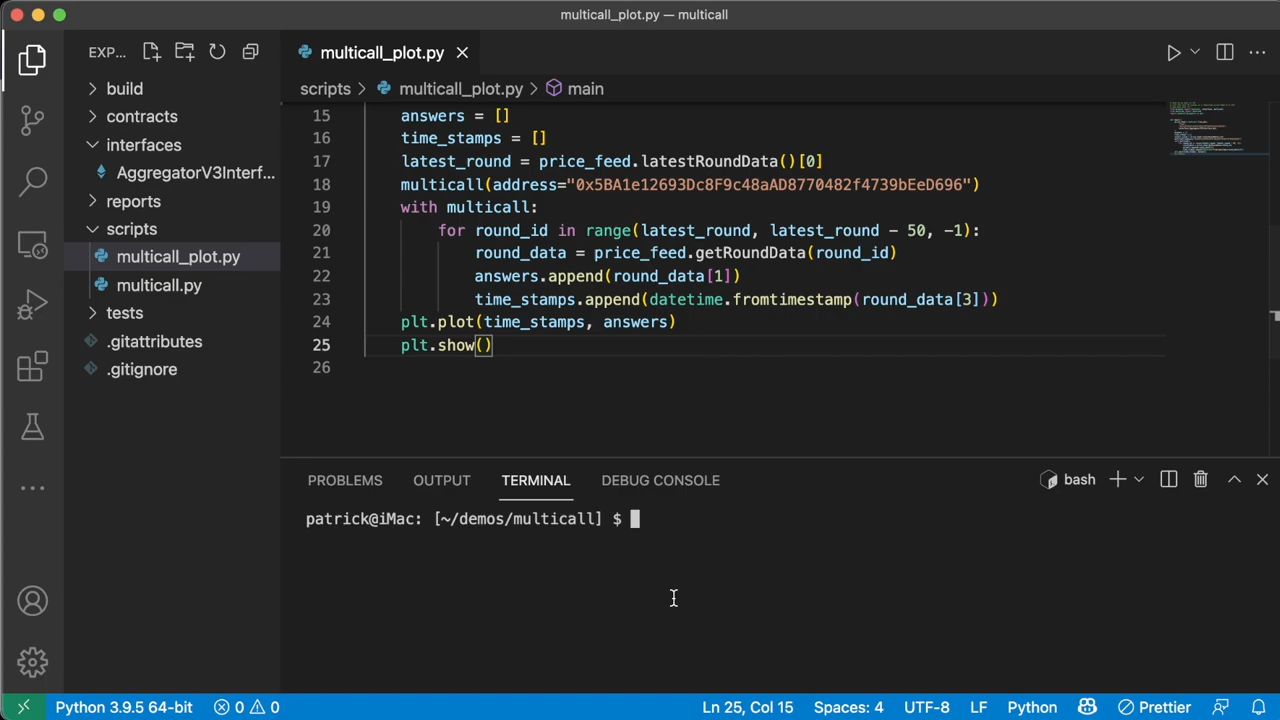 multicall_plot.py — multicall
EXP...
multicall_plot.py
scripts > multicall_plot.py > main
build
contracts
interfaces
AggregatorV3Interf...
reports
scripts
multicall_plot.py
multicall.py
tests
.gitattributes
.gitignore
15 answers = []
16 time_stamps = []
17 latest_round = price_feed.latestRoundData()[0]
18 multicall(address="0x5BA1e12693Dc8F9c48aAD8770482f4739bEeD696")
19 with multicall:
20 for round_id in range(latest_round, latest_round - 50, -1):
21 round_data = price_feed.getRoundData(round_id)
22 answers.append(round_data[1])
23 time_stamps.append(datetime.fromtimestamp(round_data[3]))
24 plt.plot(time_stamps, answers)
25 plt.show()
26
PROBLEMS OUTPUT TERMINAL DEBUG CONSOLE bash
patrick@iMac: [~/demos/multicall] $
Python 3.9.5 64-bit 0 0 Ln 25, Col 15 Spaces: 4 UTF-8 LF Python Prettier